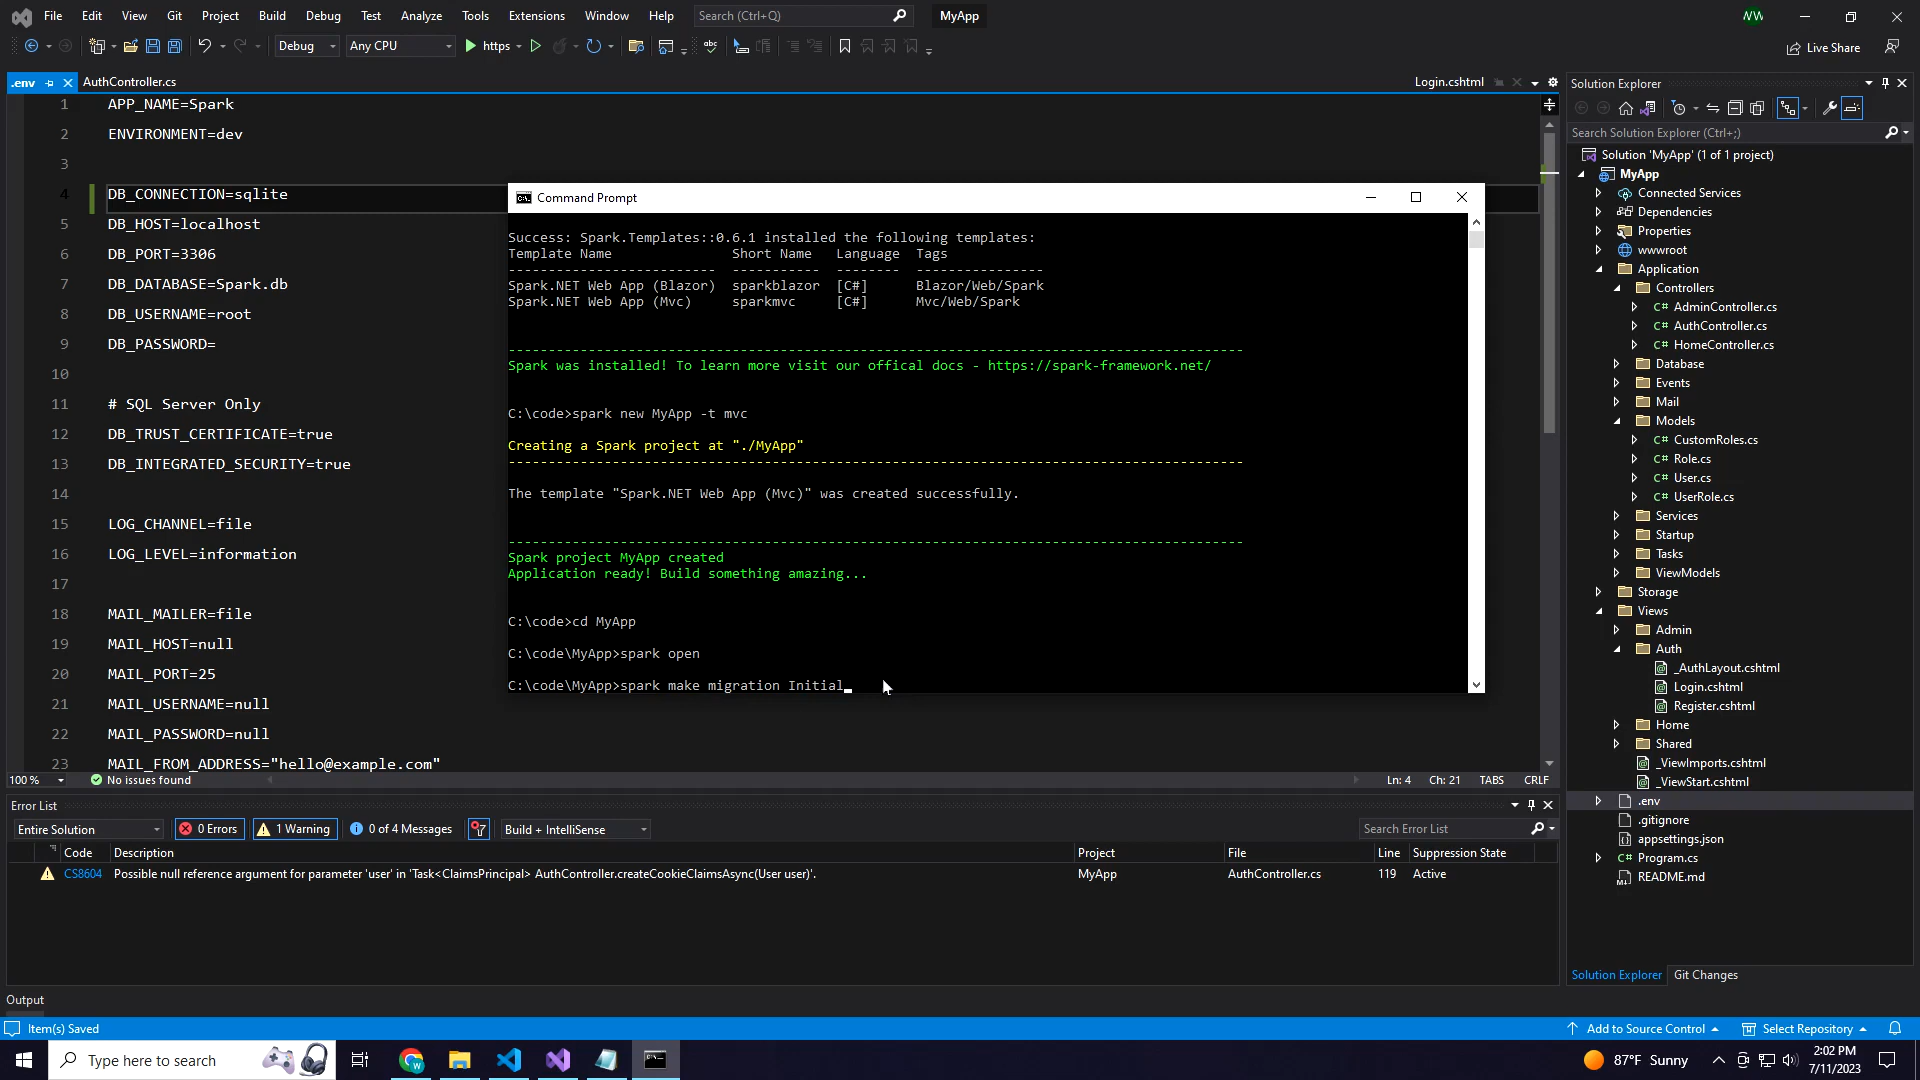 File Edit View Git Project Build Debug Test Analyze Tools Extensions Window Help Search (Ctrl+Q) MyApp WW
Debug Any CPU https Live Share
.env AuthController.cs Login.cshtml
1 APP_NAME=Spark
2 ENVIRONMENT=dev
3
4 DB_CONNECTION=sqlite
5 DB_HOST=localhost
6 DB_PORT=3306
7 DB_DATABASE=Spark.db
8 DB_USERNAME=root
9 DB_PASSWORD=
10
11 # SQL Server Only
12 DB_TRUST_CERTIFICATE=true
13 DB_INTEGRATED_SECURITY=true
14
15 LOG_CHANNEL=file
16 LOG_LEVEL=information
17
18 MAIL_MAILER=file
19 MAIL_HOST=null
20 MAIL_PORT=25
21 MAIL_USERNAME=null
22 MAIL_PASSWORD=null
23 MAIL_FROM_ADDRESS="hello@example.com"
100 % No issues found Ln: 4 Ch: 21 TABS CRLF
Command Prompt
Success: Spark.Templates::0.6.1 installed the following templates:
Template Name Short Name Language Tags
-------------------------- ----------- -------- ----------------
Spark.NET Web App (Blazor) sparkblazor [C#] Blazor/Web/Spark
Spark.NET Web App (Mvc) sparkmvc [C#] Mvc/Web/Spark
--------------------------------------------------------------------------------------------
Spark was installed! To learn more visit our offical docs - https://spark-framework.net/
C:\code>spark new MyApp -t mvc
Creating a Spark project at "./MyApp"
--------------------------------------------------------------------------------------------
The template "Spark.NET Web App (Mvc)" was created successfully.
--------------------------------------------------------------------------------------------
Spark project MyApp created
Application ready! Build something amazing...
C:\code>cd MyApp
C:\code\MyApp>spark open
C:\code\MyApp>spark make migration Initial_
Solution Explorer
Search Solution Explorer (Ctrl+;)
Solution 'MyApp' (1 of 1 project)
MyApp
Connected Services
Dependencies
Properties
wwwroot
Application
Controllers
C# AdminController.cs
C# AuthController.cs
C# HomeController.cs
Database
Events
Mail
Models
C# CustomRoles.cs
C# Role.cs
C# User.cs
C# UserRole.cs
Services
Startup
Tasks
ViewModels
Storage
Views
Admin
Auth
_AuthLayout.cshtml
Login.cshtml
Register.cshtml
Home
Shared
_ViewImports.cshtml
_ViewStart.cshtml
.env
.gitignore
appsettings.json
C# Program.cs
README.md
Solution Explorer Git Changes
Error List
Entire Solution 0 Errors 1 Warning 0 of 4 Messages Build + IntelliSense Search Error List
Code Description Project File Line Suppression State
CS8604 Possible null reference argument for parameter 'user' in 'Task<ClaimsPrincipal> AuthController.createCookieClaimsAsync(User user)'. MyApp AuthController.cs 119 Active
Output
Item(s) Saved Add to Source Control Select Repository
Type here to search 87°F Sunny 2:02 PM
7/11/2023